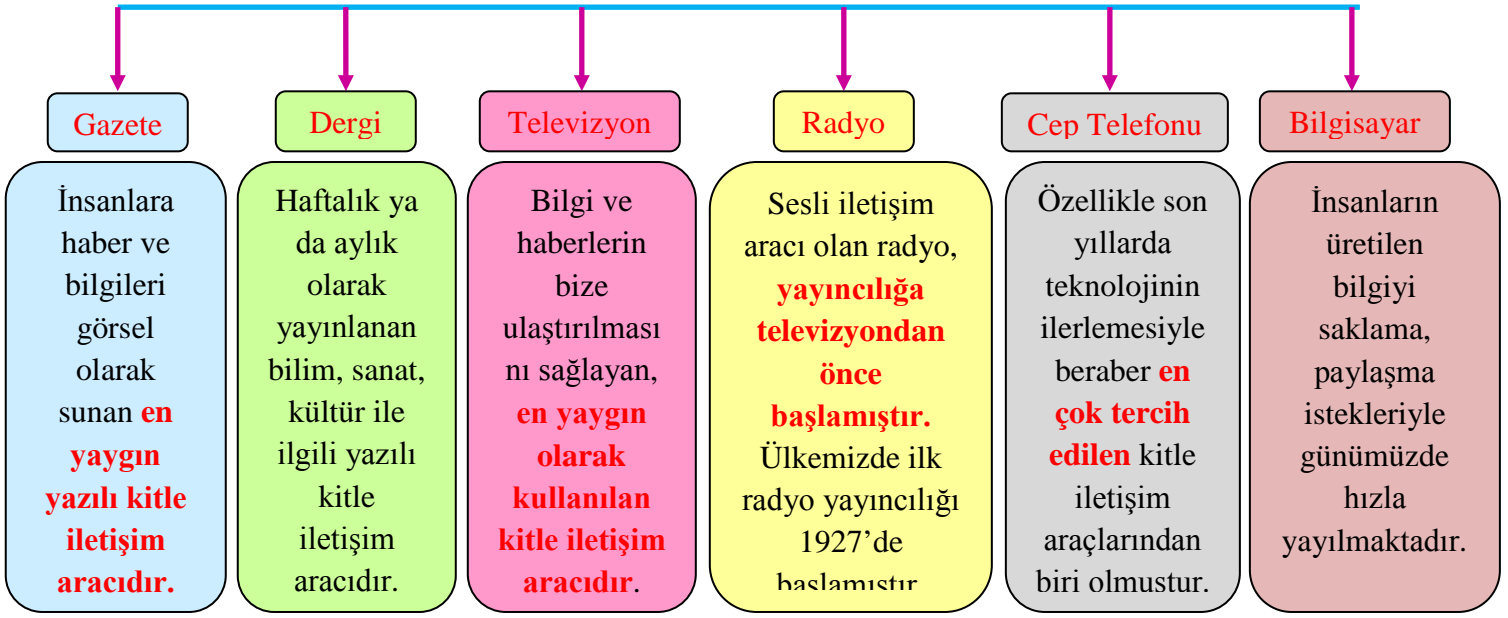 Gazete
İnsanlara
haber ve
bilgileri
görsel
olarak
sunan en
yaygın
yazılı kitle
iletişim
aracıdır.
Dergi
Haftalık ya
da aylık
olarak
yayınlanan
bilim, sanat,
kültür ile
ilgili yazılı
kitle
iletişim
aracıdır.
Televizyon
Bilgi ve
haberlerin
bize
ulaştırılması
nı sağlayan,
en yaygın
olarak
kullanılan
kitle iletişim
aracıdır.
Radyo
Sesli iletişim
aracı olan radyo,
yayıncılığa
televizyondan
önce
başlamıştır.
Ülkemizde ilk
radyo yayıncılığı
1927’de
başlamıştır
Cep Telefonu
Özellikle son
yıllarda
teknolojinin
ilerlemesiyle
beraber en
çok tercih
edilen kitle
iletişim
araçlarından
biri olmuştur.
Bilgisayar
İnsanların
üretilen
bilgiyi
saklama,
paylaşma
istekleriyle
günümüzde
hızla
yayılmaktadır.